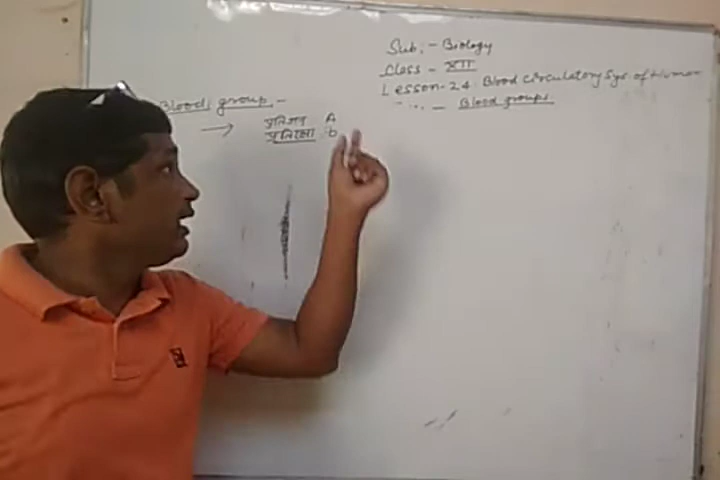 Sub:- Biology
Class - XII
Lesson-24. Blood circulatory Sys. of Human
" .. - Blood groups
Blood group -
→ प्रतिजन A
प्रतिरक्षी b